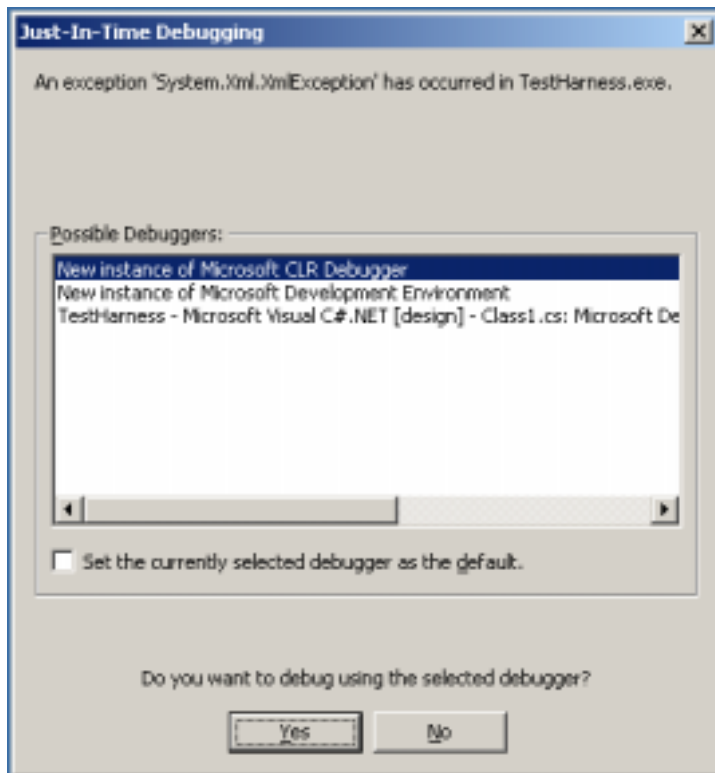 Just-In-Time Debugging
An exception 'System.Xml.XmlException' has occurred in TestHarness.exe.
Possible Debuggers:
New instance of Microsoft CLR Debugger
New instance of Microsoft Development Environment
TestHarness - Microsoft Visual C#.NET [design] - Class1.cs: Microsoft De
Set the currently selected debugger as the default.
Do you want to debug using the selected debugger?
Yes
No